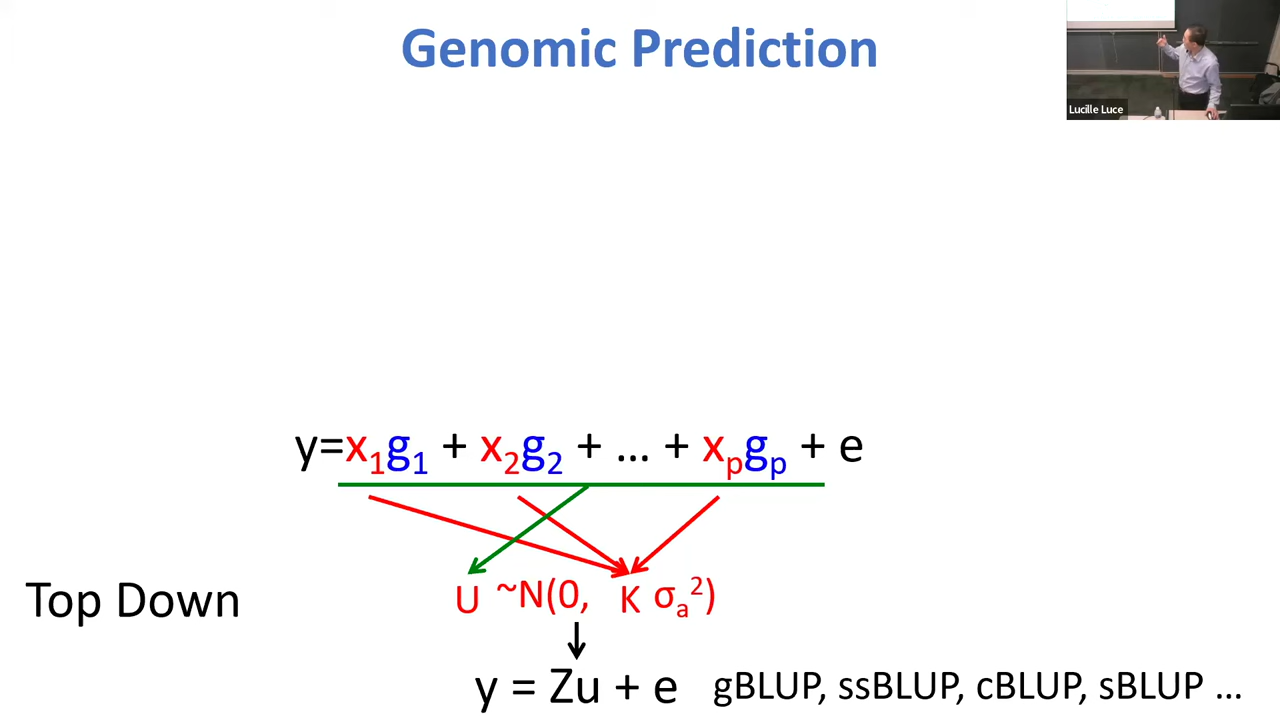 Genomic Prediction
Lucille Luce
y=x₁g₁ + x₂g₂ + ... + xₚgₚ + e
Top Down
U ~N(0, K σₐ²)
y = Zu + e
gBLUP, ssBLUP, cBLUP, sBLUP ...